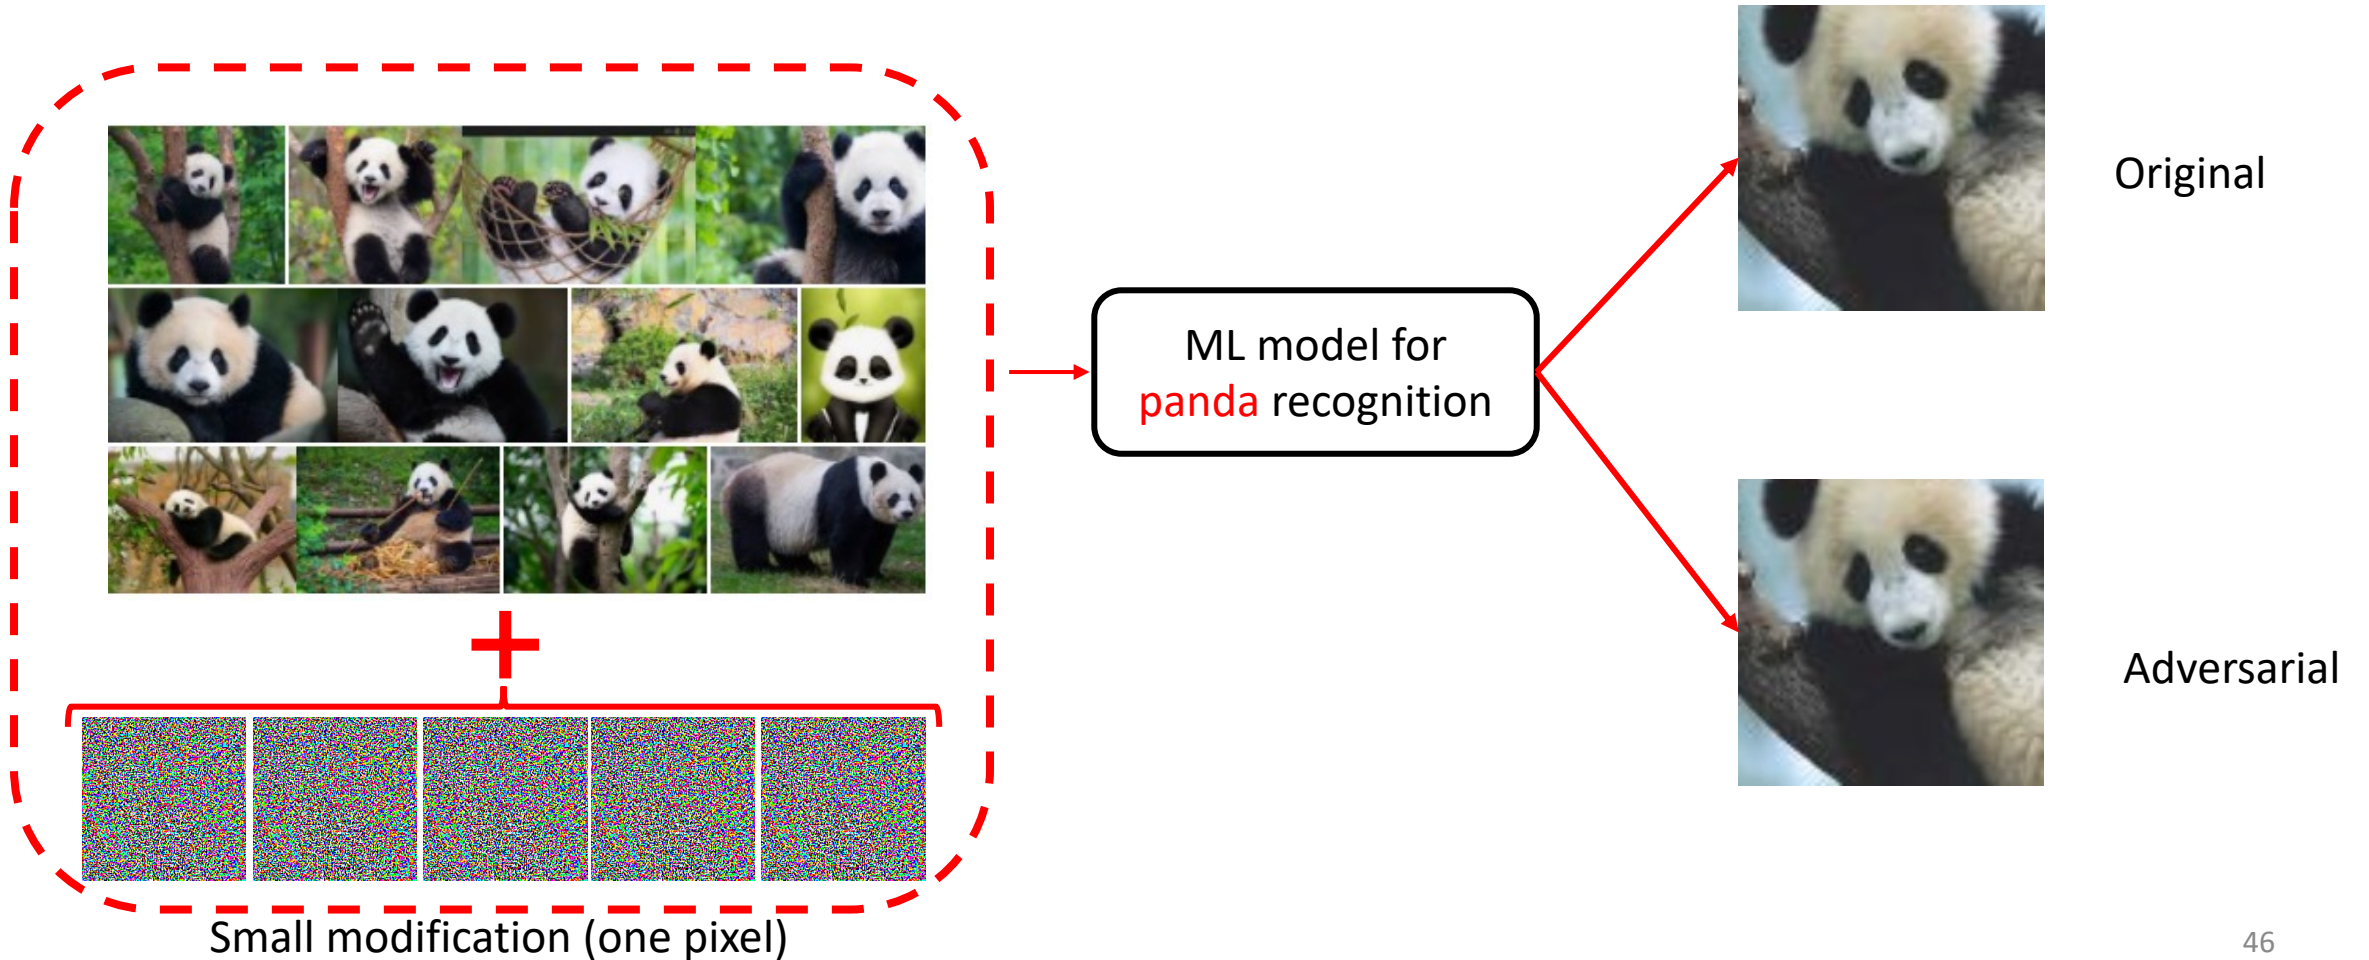 Original
ML model for
panda recognition
Adversarial
Small modification (one pixel)
46